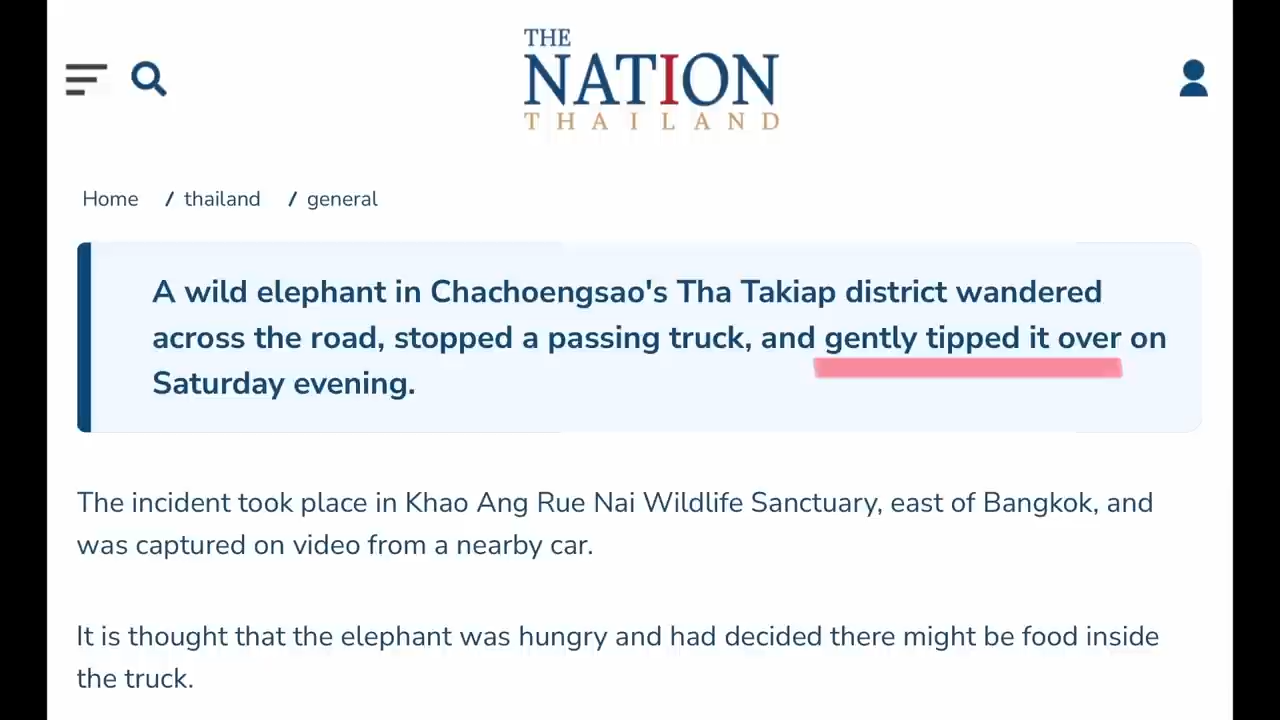 THE
NATION
THAILAND
Home / thailand / general
A wild elephant in Chachoengsao's Tha Takiap district wandered
across the road, stopped a passing truck, and gently tipped it over on
Saturday evening.
The incident took place in Khao Ang Rue Nai Wildlife Sanctuary, east of Bangkok, and
was captured on video from a nearby car.
It is thought that the elephant was hungry and had decided there might be food inside
the truck.